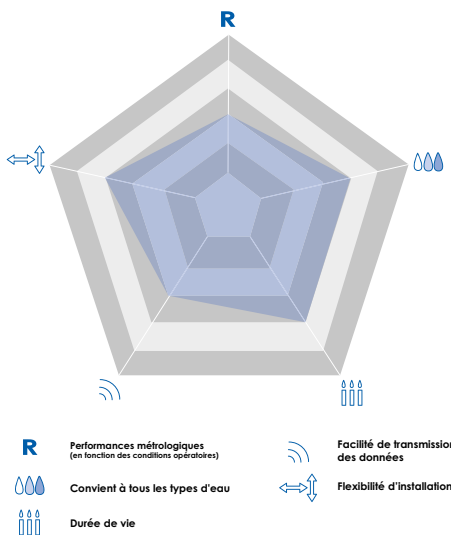 R
R
Performances métrologiques
(en fonction des conditions opératoires)
Convient à tous les types d'eau
Durée de vie
Facilité de transmission
des données
Flexibilité d'installation